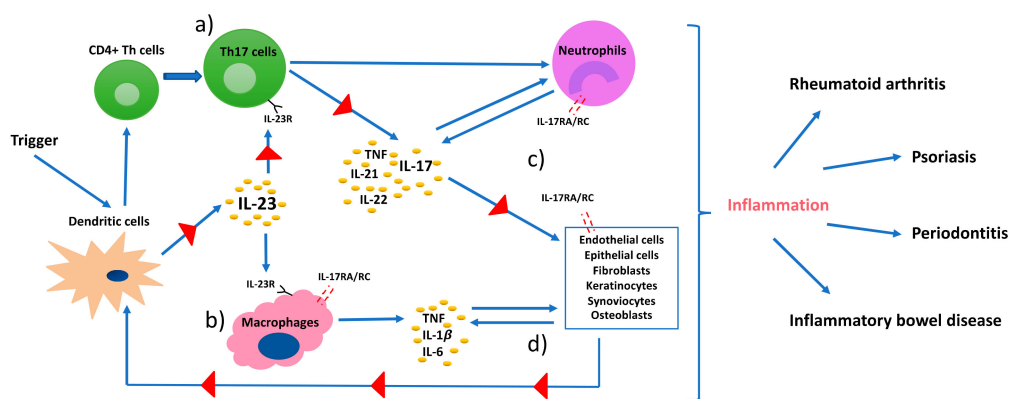 a)
CD4+ Th cells
Th17 cells
Neutrophils
IL-23R
IL-17RA/RC
Trigger
TNF
IL-17
IL-21
IL-22
c)
IL-23
Dendritic cells
IL-17RA/RC
Endothelial cells
Epithelial cells
Fibroblasts
Keratinocytes
Synoviocytes
Osteoblasts
IL-23R
IL-17RA/RC
b)
Macrophages
TNF
IL-1β
IL-6
d)
Inflammation
Rheumatoid arthritis
Psoriasis
Periodontitis
Inflammatory bowel disease